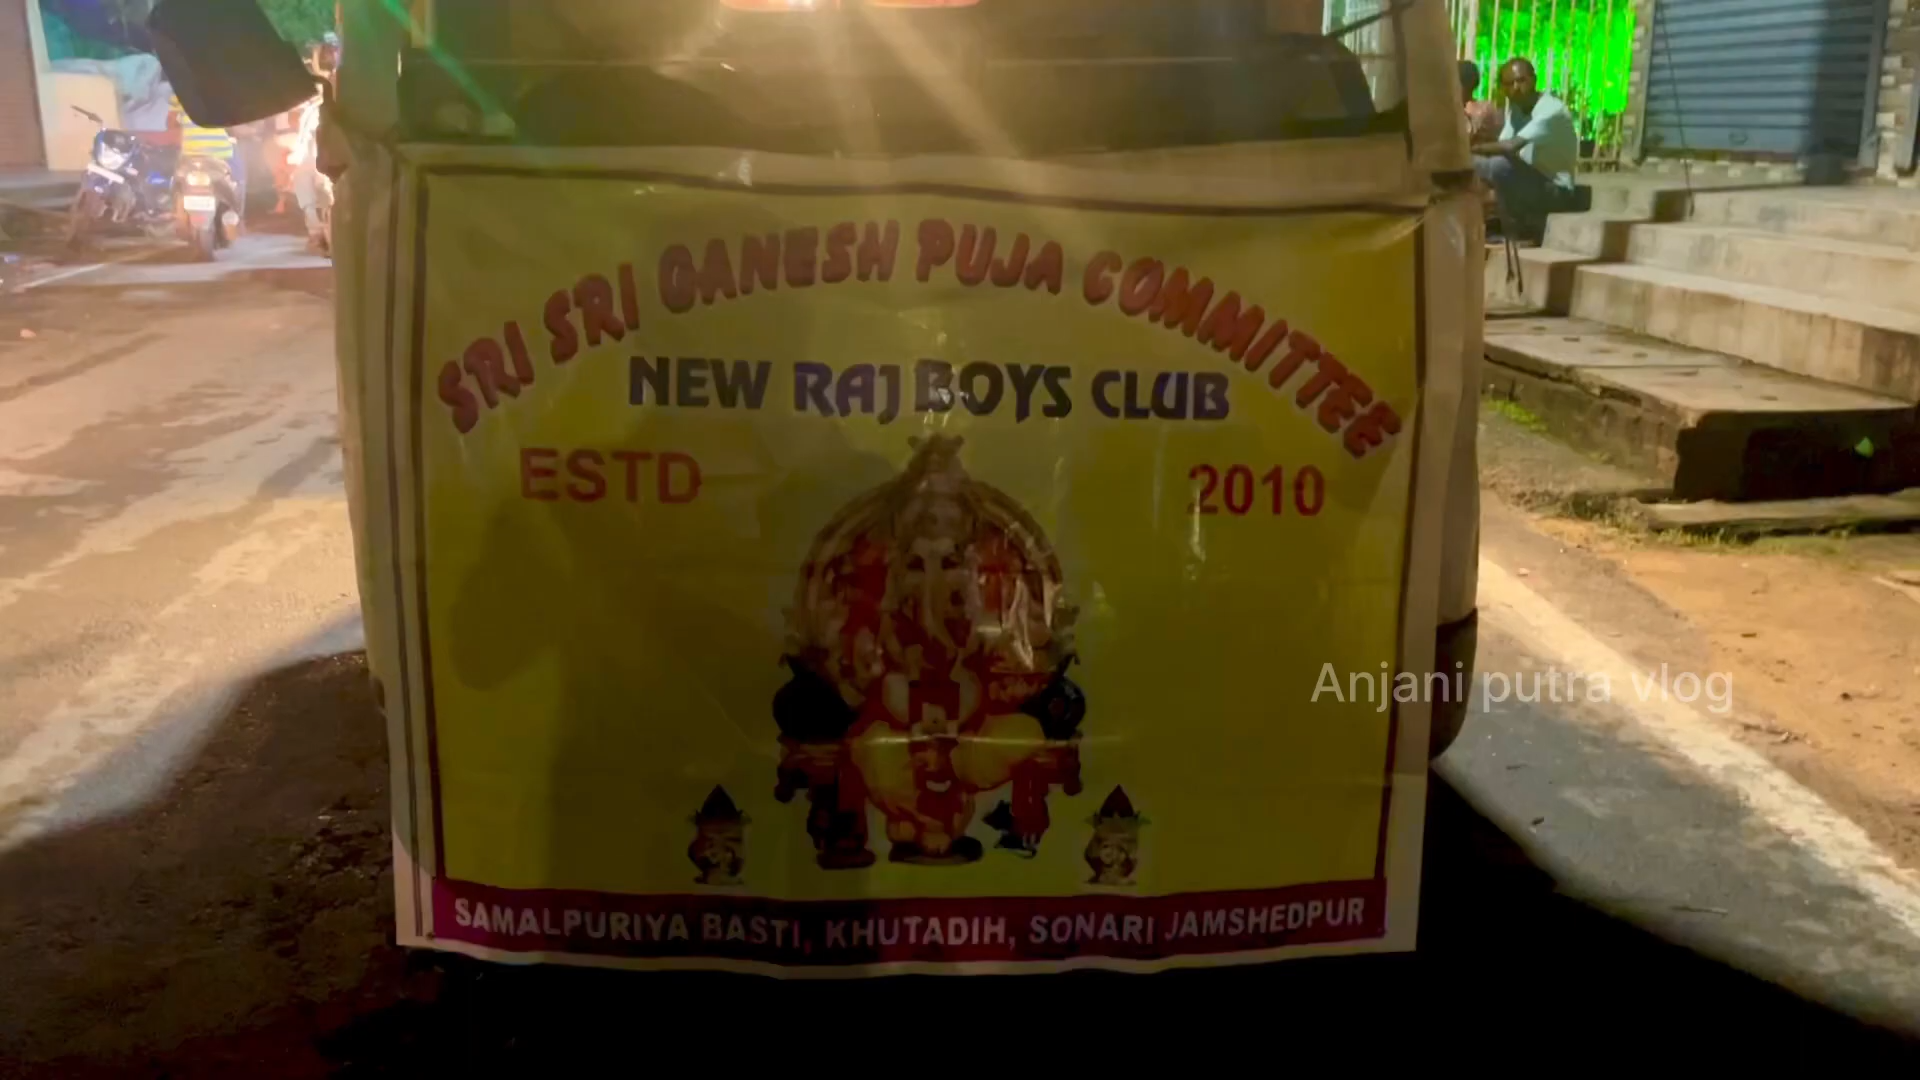 SRI SRI GANESH PUJA COMMITTEE
NEW RAJ BOYS CLUB
ESTD 2010
SAMALPURIYA BASTI, KHUTADIH, SONARI JAMSHEDPUR
Anjani putra vlog